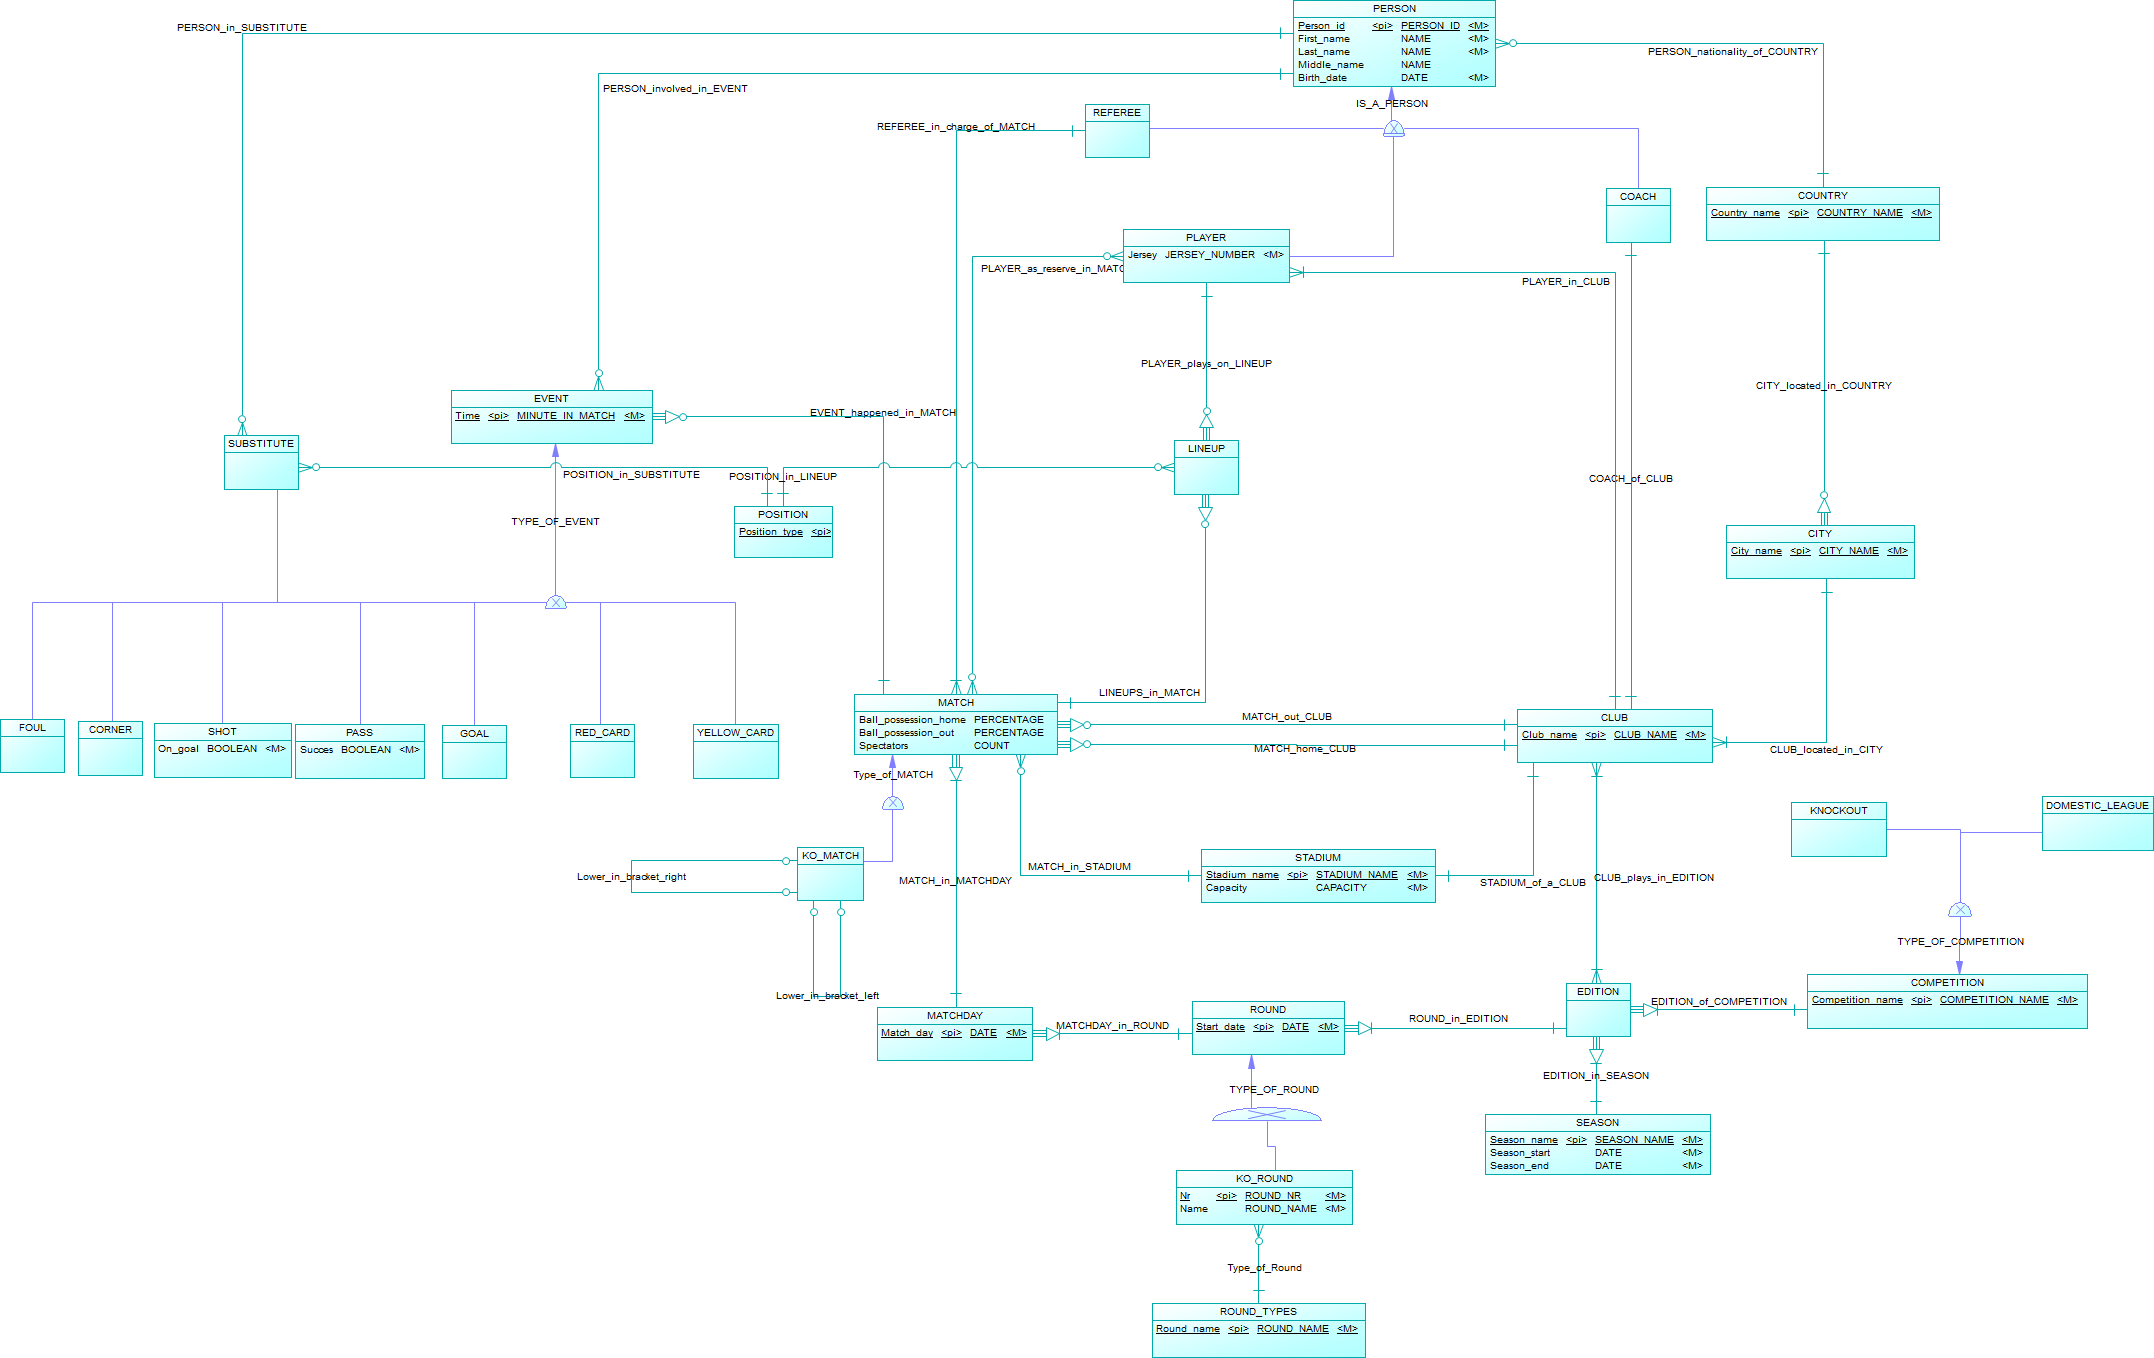 PERSON
Person_id <pi> PERSON_ID <M>
First_name NAME <M>
Last_name NAME <M>
Middle_name NAME
Birth_date DATE <M>
PERSON_in_SUBSTITUTE
PERSON_nationality_of_COUNTRY
PERSON_involved_in_EVENT
IS_A_PERSON
REFEREE
REFEREE_in_charge_of_MATCH
COACH
COUNTRY
Country_name <pi> COUNTRY_NAME <M>
PLAYER
Jersey JERSEY_NUMBER <M>
PLAYER_as_reserve_in_MATC
PLAYER_in_CLUB
PLAYER_plays_on_LINEUP
CITY_located_in_COUNTRY
EVENT
Time <pi> MINUTE_IN_MATCH <M>
EVENT_happened_in_MATCH
SUBSTITUTE
LINEUP
POSITION_in_SUBSTITUTE
POSITION_in_LINEUP
COACH_of_CLUB
POSITION
Position_type <pi>
TYPE_OF_EVENT
CITY
City_name <pi> CITY_NAME <M>
LINEUPS_in_MATCH
MATCH
Ball_possession_home PERCENTAGE
Ball_possession_out PERCENTAGE
Spectators COUNT
MATCH_out_CLUB
MATCH_home_CLUB
CLUB
Club_name <pi> CLUB_NAME <M>
CLUB_located_in_CITY
FOUL
CORNER
SHOT
On_goal BOOLEAN <M>
PASS
Succes BOOLEAN <M>
GOAL
RED_CARD
YELLOW_CARD
Type_of_MATCH
KNOCKOUT
DOMESTIC_LEAGUE
KO_MATCH
Lower_in_bracket_right
MATCH_in_MATCHDAY
MATCH_in_STADIUM
STADIUM
Stadium_name <pi> STADIUM_NAME <M>
Capacity CAPACITY <M>
STADIUM_of_a_CLUB
CLUB_plays_in_EDITION
TYPE_OF_COMPETITION
Lower_in_bracket_left
EDITION
EDITION_of_COMPETITION
COMPETITION
Competition_name <pi> COMPETITION_NAME <M>
MATCHDAY
Match_day <pi> DATE <M>
MATCHDAY_in_ROUND
ROUND
Start_date <pi> DATE <M>
ROUND_in_EDITION
EDITION_in_SEASON
TYPE_OF_ROUND
SEASON
Season_name <pi> SEASON_NAME <M>
Season_start DATE <M>
Season_end DATE <M>
KO_ROUND
Nr <pi> ROUND_NR <M>
Name ROUND_NAME <M>
Type_of_Round
ROUND_TYPES
Round_name <pi> ROUND_NAME <M>